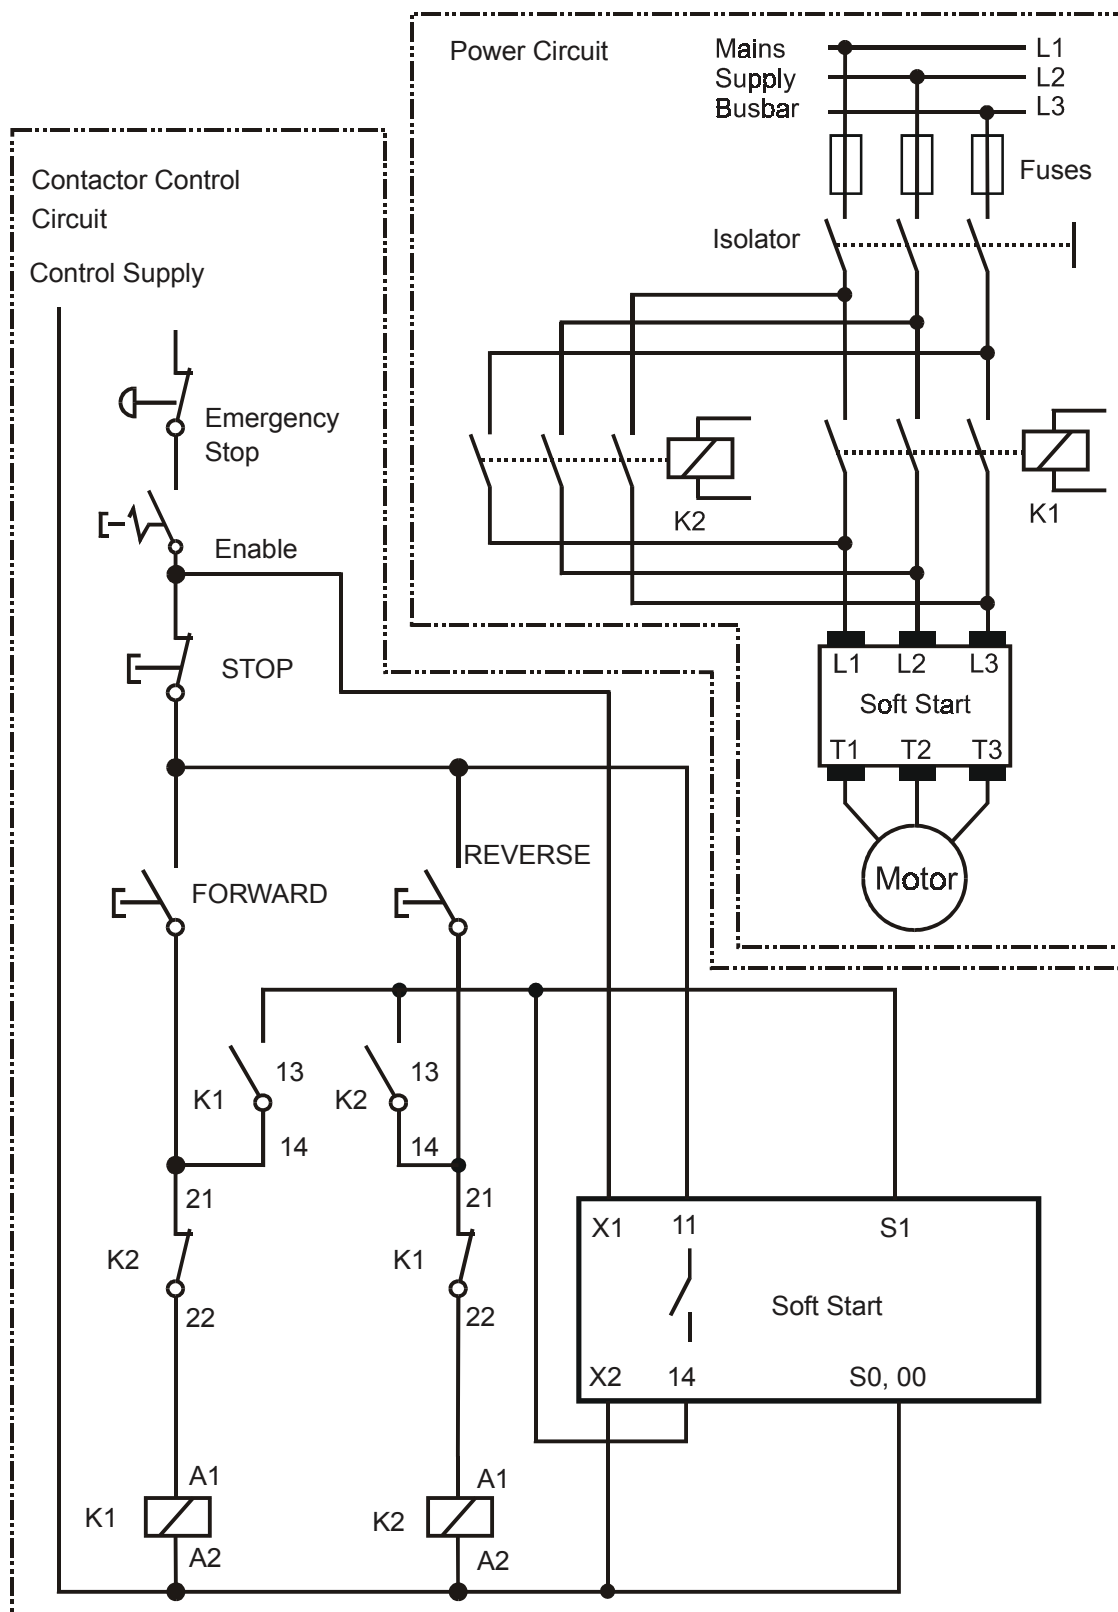 Power Circuit
Mains
Supply
Busbar
L1
L2
L3
Fuses
Isolator
K2
K1
L1 L2 L3
Soft Start
T1 T2 T3
Motor
Contactor Control
Circuit
Control Supply
Emergency
Stop
Enable
STOP
FORWARD
REVERSE
K1
13
14
K2
13
14
21
K2
22
21
K1
22
X1 11 S1
Soft Start
X2 14 S0, 00
A1
K1
A2
A1
K2
A2